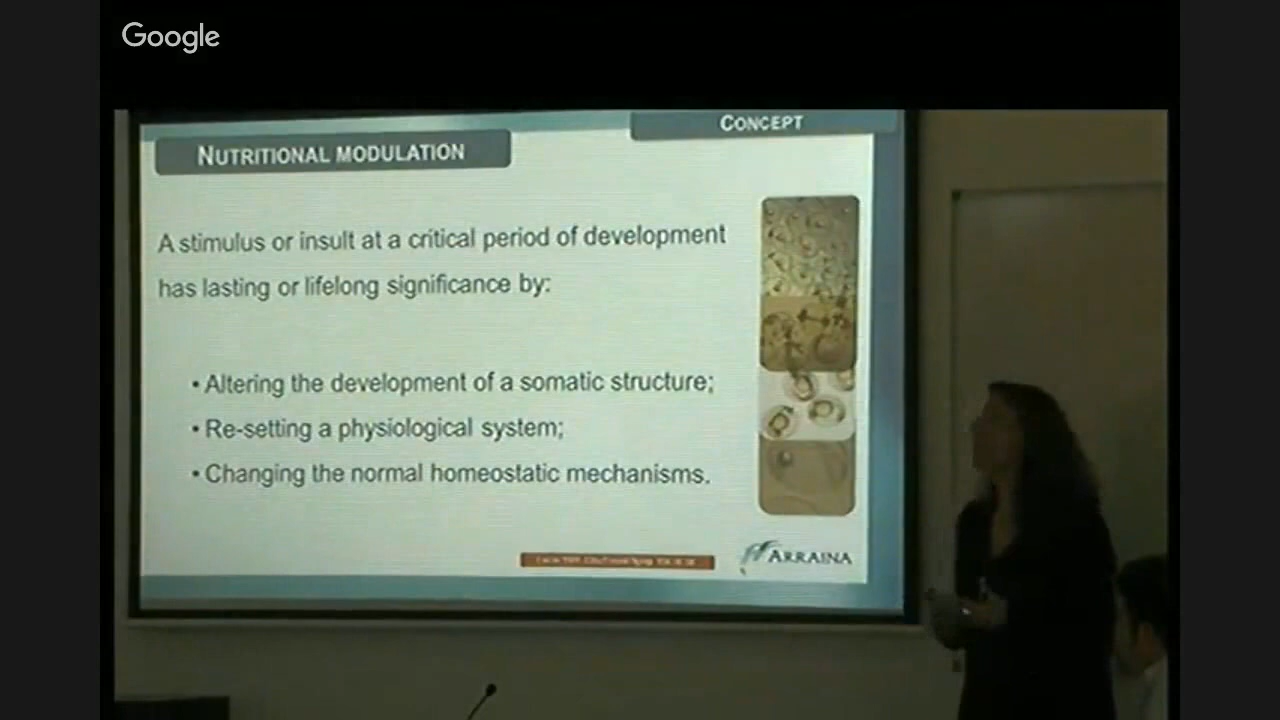 Google
CONCEPT
NUTRITIONAL MODULATION
A stimulus or insult at a critical period of development
has lasting or lifelong significance by:
• Altering the development of a somatic structure;
• Re-setting a physiological system;
• Changing the normal homeostatic mechanisms.
ARRAINA